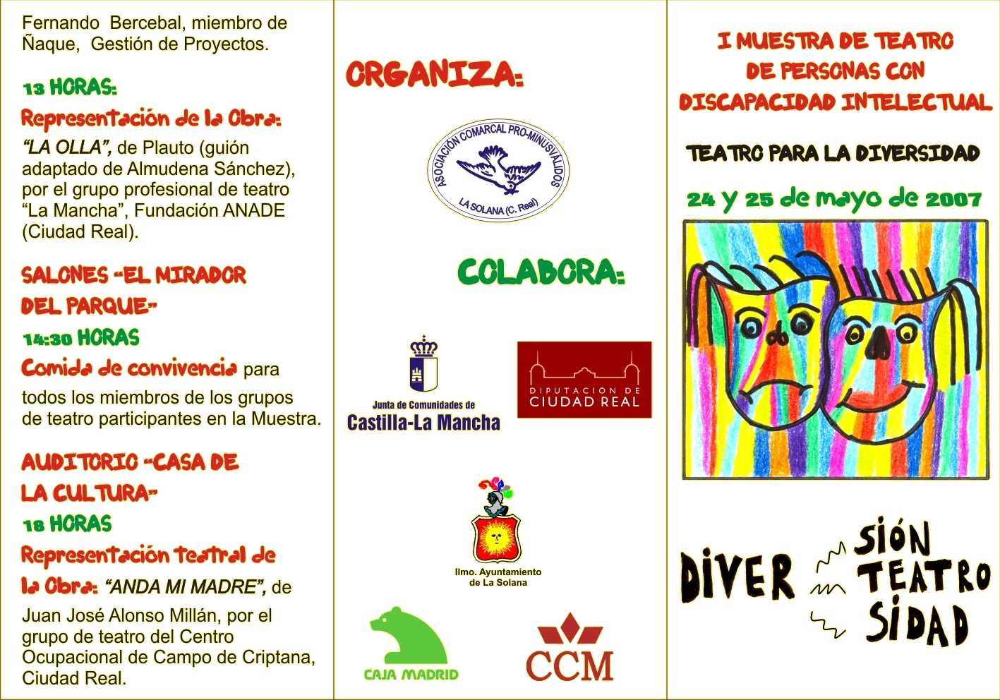 Fernando  Bercebal, miembro de
Ñaque,  Gestión de Proyectos.
13 HORAS:
Representación de la Obra:
“LA OLLA”, de Plauto (guión
adaptado de Almudena Sánchez),
por el grupo profesional de teatro
“La Mancha”, Fundación ANADE
(Ciudad Real).
SALONES “EL MIRADOR
DEL PARQUE”
14:30 HORAS
Comida de convivencia para
todos los miembros de los grupos
de teatro participantes en la Muestra.
AUDITORIO “CASA DE
LA CULTURA”
18 HORAS
Representación teatral de
la Obra: “ANDA MI MADRE”, de
Juan José Alonso Millán, por el
grupo de teatro del Centro
Ocupacional de Campo de Criptana,
Ciudad Real.
ORGANIZA:
ASOCIACIÓN COMARCAL PRO-MINUSVÁLIDOS
LA SOLANA (C. Real)
COLABORA:
Junta de Comunidades de
Castilla-La Mancha
DIPUTACIÓN DE
CIUDAD REAL
Ilmo. Ayuntamiento
de La Solana
CAJA MADRID
CCM
I MUESTRA DE TEATRO
DE PERSONAS CON
DISCAPACIDAD INTELECTUAL
TEATRO PARA LA DIVERSIDAD
24 y 25 de mayo de 2007
DiVER
SIÓN
TEATRO
SiDAD